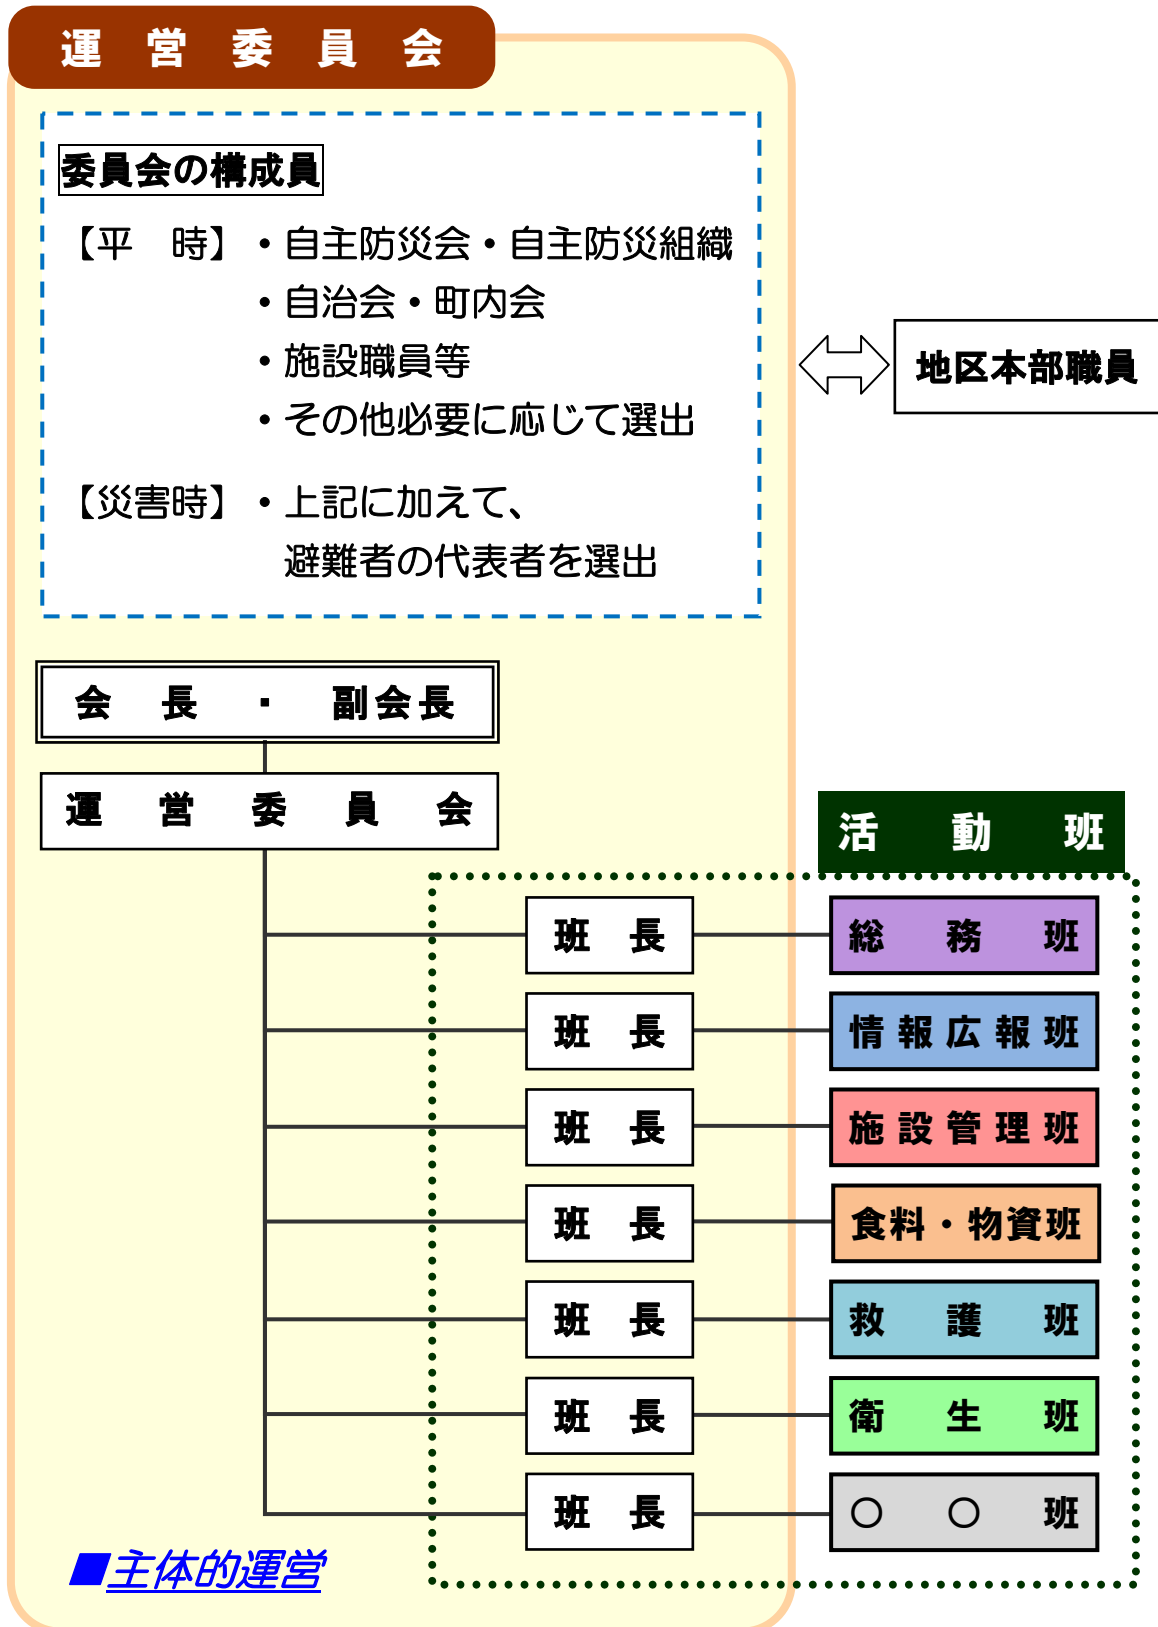 運営委員会
委員会の構成員
【平　時】・自主防災会・自主防災組織
・自治会・町内会
・施設職員等
・その他必要に応じて選出
【災害時】・上記に加えて、
避難者の代表者を選出
地区本部職員
会長・副会長
運営委員会
活動班
班長 総務班
班長 情報広報班
班長 施設管理班
班長 食料・物資班
班長 救護班
班長 衛生班
班長 ○○班
■主体的運営